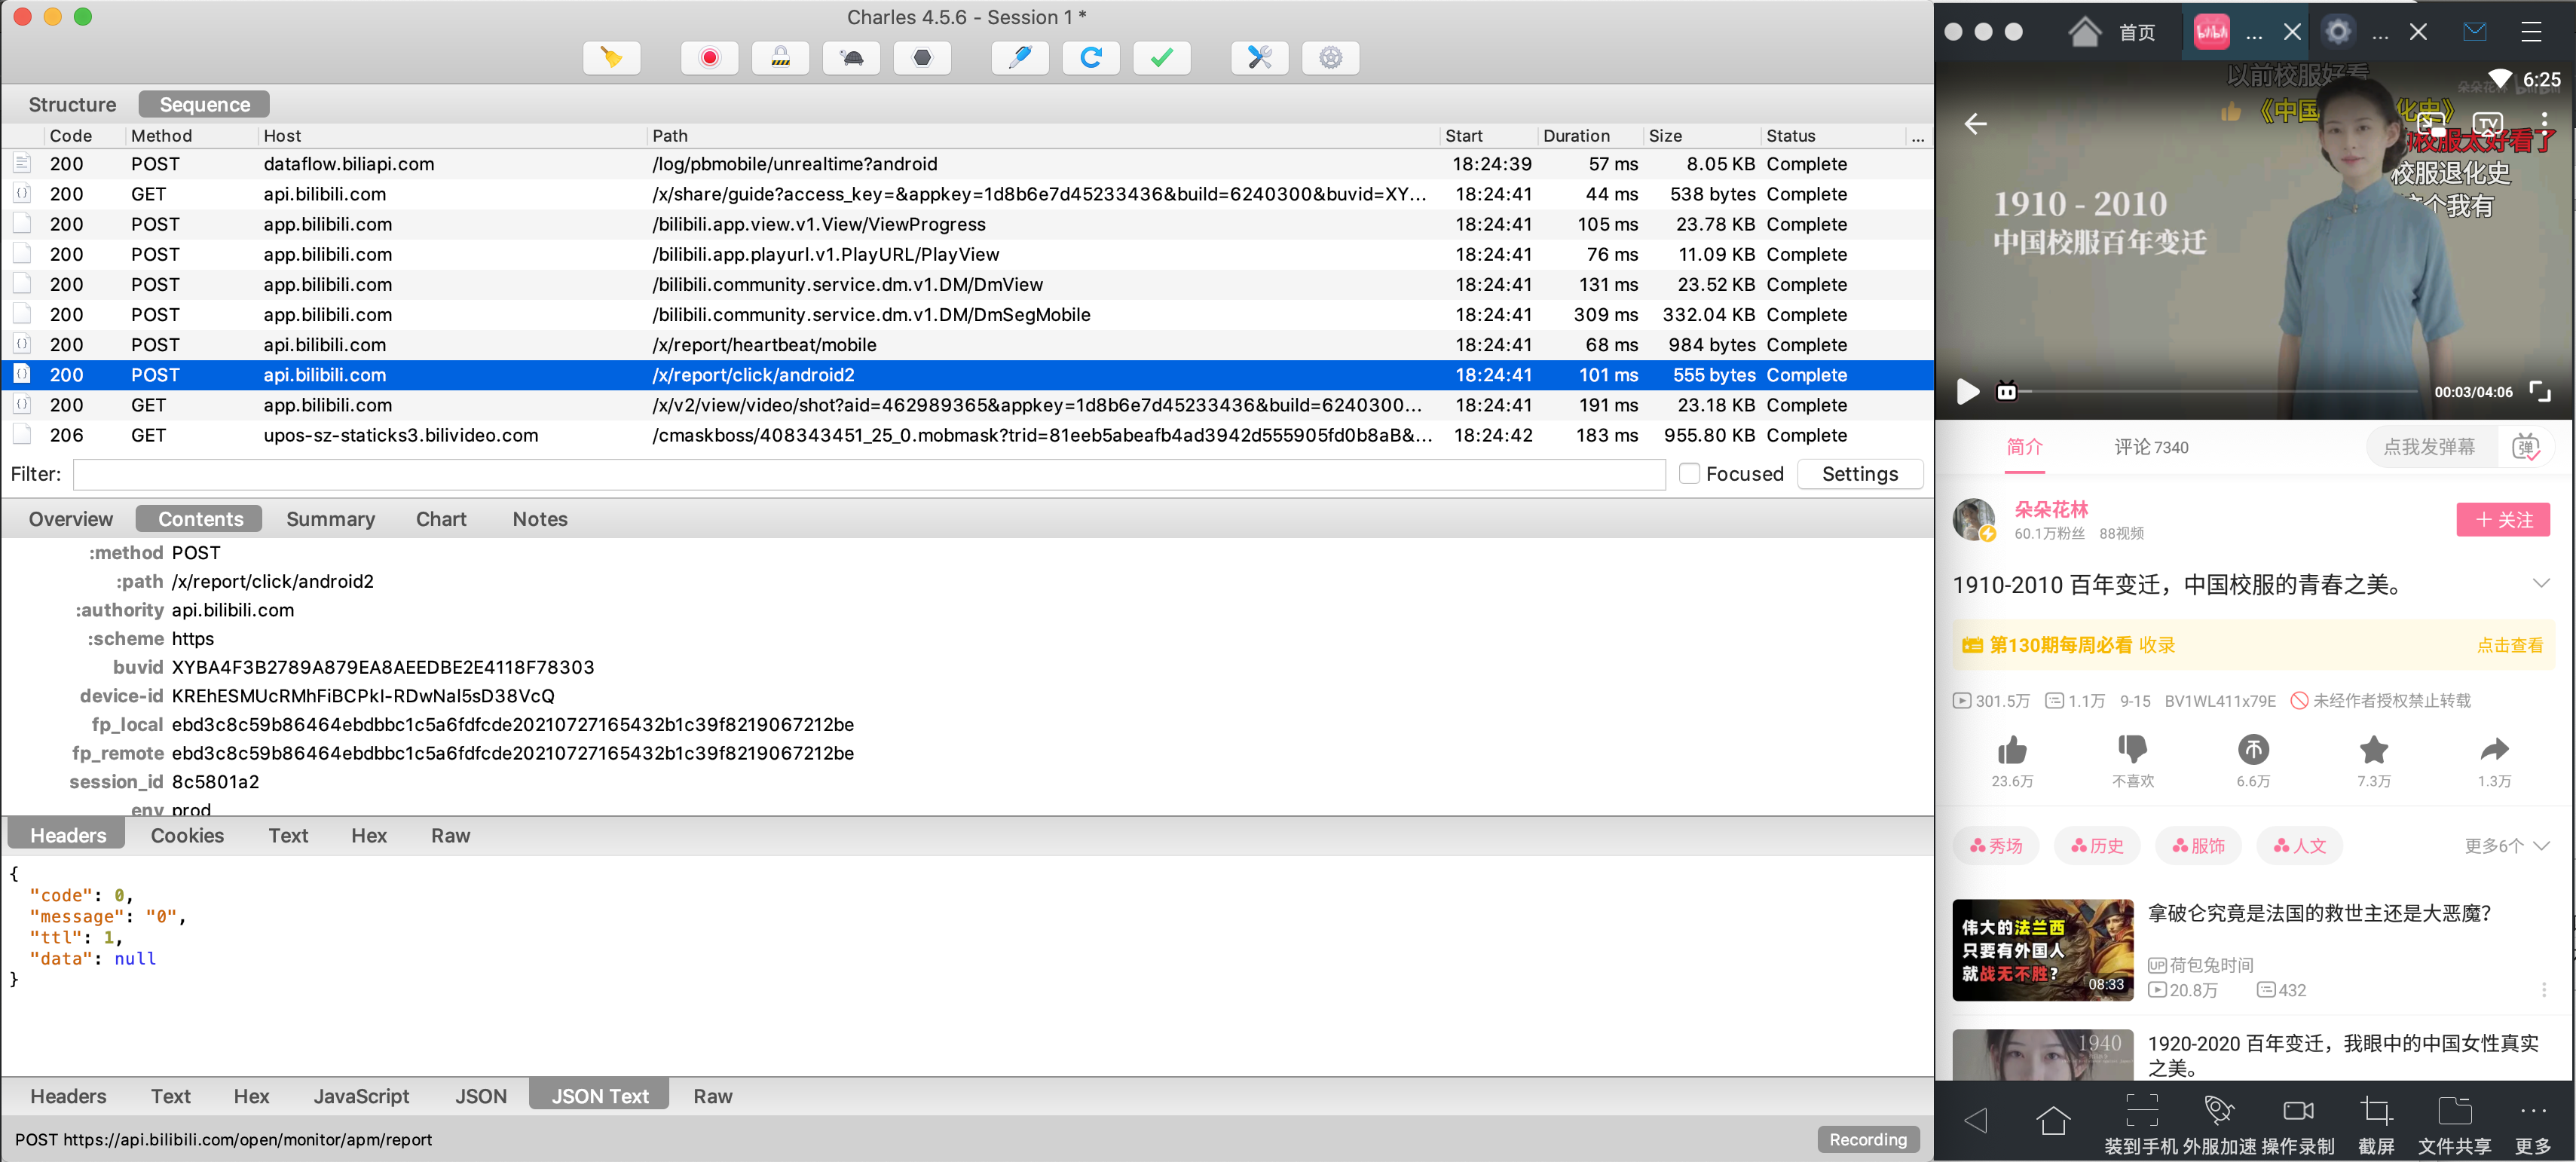 Charles 4.5.6 - Session 1 *
Structure Sequence
Code Method Host Path Start Duration Size Status ...
200 POST dataflow.biliapi.com /log/pbmobile/unrealtime?android 18:24:39 57 ms 8.05 KB Complete
200 GET api.bilibili.com /x/share/guide?access_key=&appkey=1d8b6e7d45233436&build=6240300&buvid=XY... 18:24:41 44 ms 538 bytes Complete
200 POST app.bilibili.com /bilibili.app.view.v1.View/ViewProgress 18:24:41 105 ms 23.78 KB Complete
200 POST app.bilibili.com /bilibili.app.playurl.v1.PlayURL/PlayView 18:24:41 76 ms 11.09 KB Complete
200 POST app.bilibili.com /bilibili.community.service.dm.v1.DM/DmView 18:24:41 131 ms 23.52 KB Complete
200 POST app.bilibili.com /bilibili.community.service.dm.v1.DM/DmSegMobile 18:24:41 309 ms 332.04 KB Complete
200 POST api.bilibili.com /x/report/heartbeat/mobile 18:24:41 68 ms 984 bytes Complete
200 POST api.bilibili.com /x/report/click/android2 18:24:41 101 ms 555 bytes Complete
200 GET app.bilibili.com /x/v2/view/video/shot?aid=462989365&appkey=1d8b6e7d45233436&build=6240300... 18:24:41 191 ms 23.18 KB Complete
206 GET upos-sz-staticks3.bilivideo.com /cmaskboss/408343451_25_0.mobmask?trid=81eeb5abeafb4ad3942d555905fd0b8aB&... 18:24:42 183 ms 955.80 KB Complete
Filter: Focused Settings
Overview Contents Summary Chart Notes
:method POST
:path /x/report/click/android2
:authority api.bilibili.com
:scheme https
buvid XYBA4F3B2789A879EA8AEEDBE2E4118F78303
device-id KREhESMUcRMhFiBCPkI-RDwNaI5sD38VcQ
fp_local ebd3c8c59b86464ebdbbc1c5a6fdfcde20210727165432b1c39f8219067212be
fp_remote ebd3c8c59b86464ebdbbc1c5a6fdfcde20210727165432b1c39f8219067212be
session_id 8c5801a2
env prod
Headers Cookies Text Hex Raw
{
"code": 0,
"message": "0",
"ttl": 1,
"data": null
}
Headers Text Hex JavaScript JSON JSON Text Raw
POST https://api.bilibili.com/open/monitor/apm/report Recording
首页 bilibili ... ...
以前校服好看
6:25
《中国 化史》
校服太好看了
校服退化史
个我有
1910 - 2010
中国校服百年变迁
00:03/04:06
简介 评论 7340 点我发弹幕 弹
朵朵花林
60.1万粉丝 88视频
＋ 关注
1910-2010 百年变迁，中国校服的青春之美。
第130期每周必看 收录 点击查看
301.5万 1.1万 9-15 BV1WL411x79E 未经作者授权禁止转载
23.6万 不喜欢 6.6万 7.3万 1.3万
秀场 历史 服饰 人文 更多6个
伟大的法兰西
只要有外国人
就战无不胜？
08:33
拿破仑究竟是法国的救世主还是大恶魔？
UP 荷包兔时间
20.8万 432
1940
1920-2020 百年变迁，我眼中的中国女性真实之美。
装到手机 外服加速 操作录制 截屏 文件共享 更多